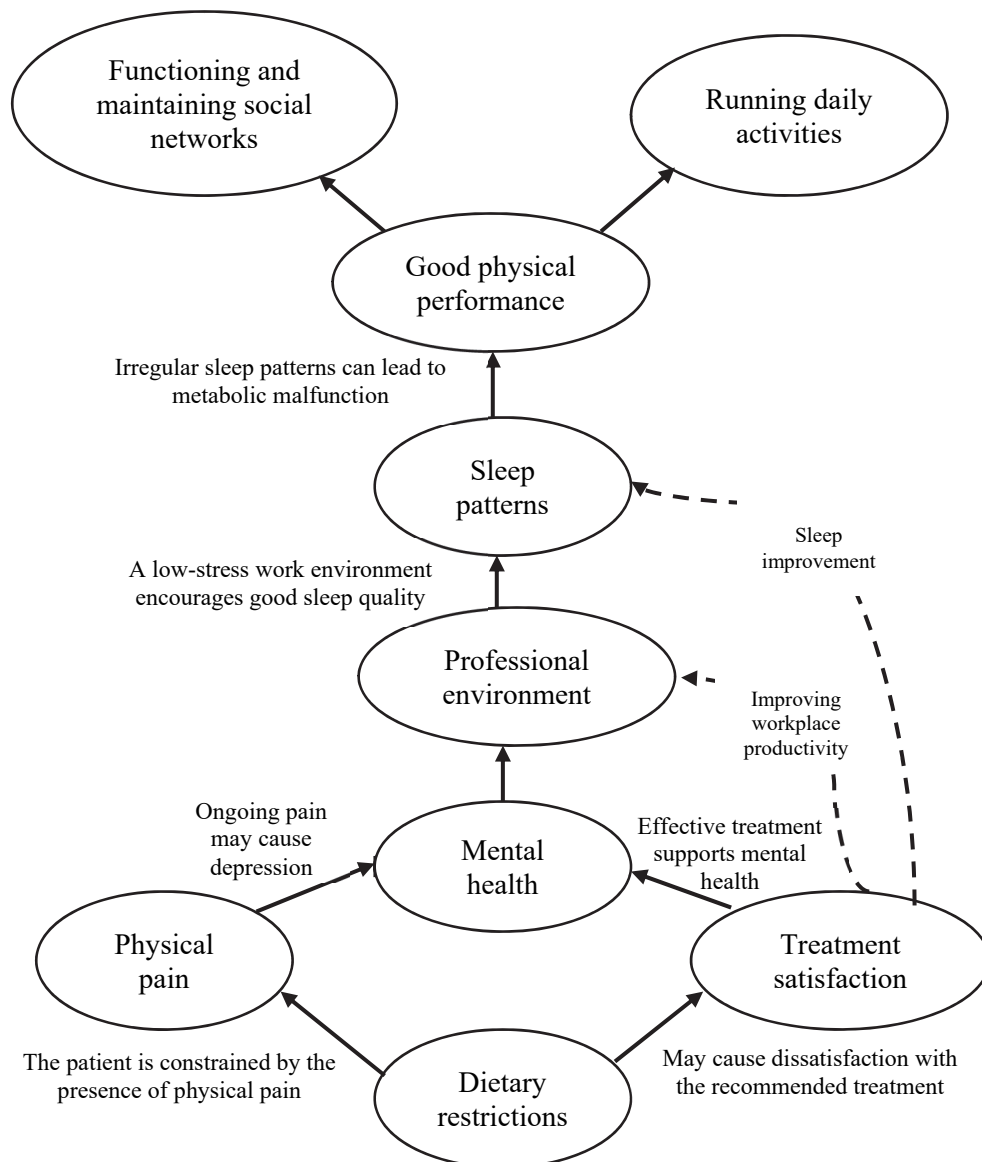 Functioning and
maintaining social
networks
Running daily
activities
Good physical
performance
Irregular sleep patterns can lead to
metabolic malfunction
Sleep
patterns
Sleep
improvement
A low-stress work environment
encourages good sleep quality
Professional
environment
Improving
workplace
productivity
Ongoing pain
may cause
depression
Mental
health
Effective treatment
supports mental
health
Physical
pain
Treatment
satisfaction
The patient is constrained by the
presence of physical pain
Dietary
restrictions
May cause dissatisfaction with
the recommended treatment